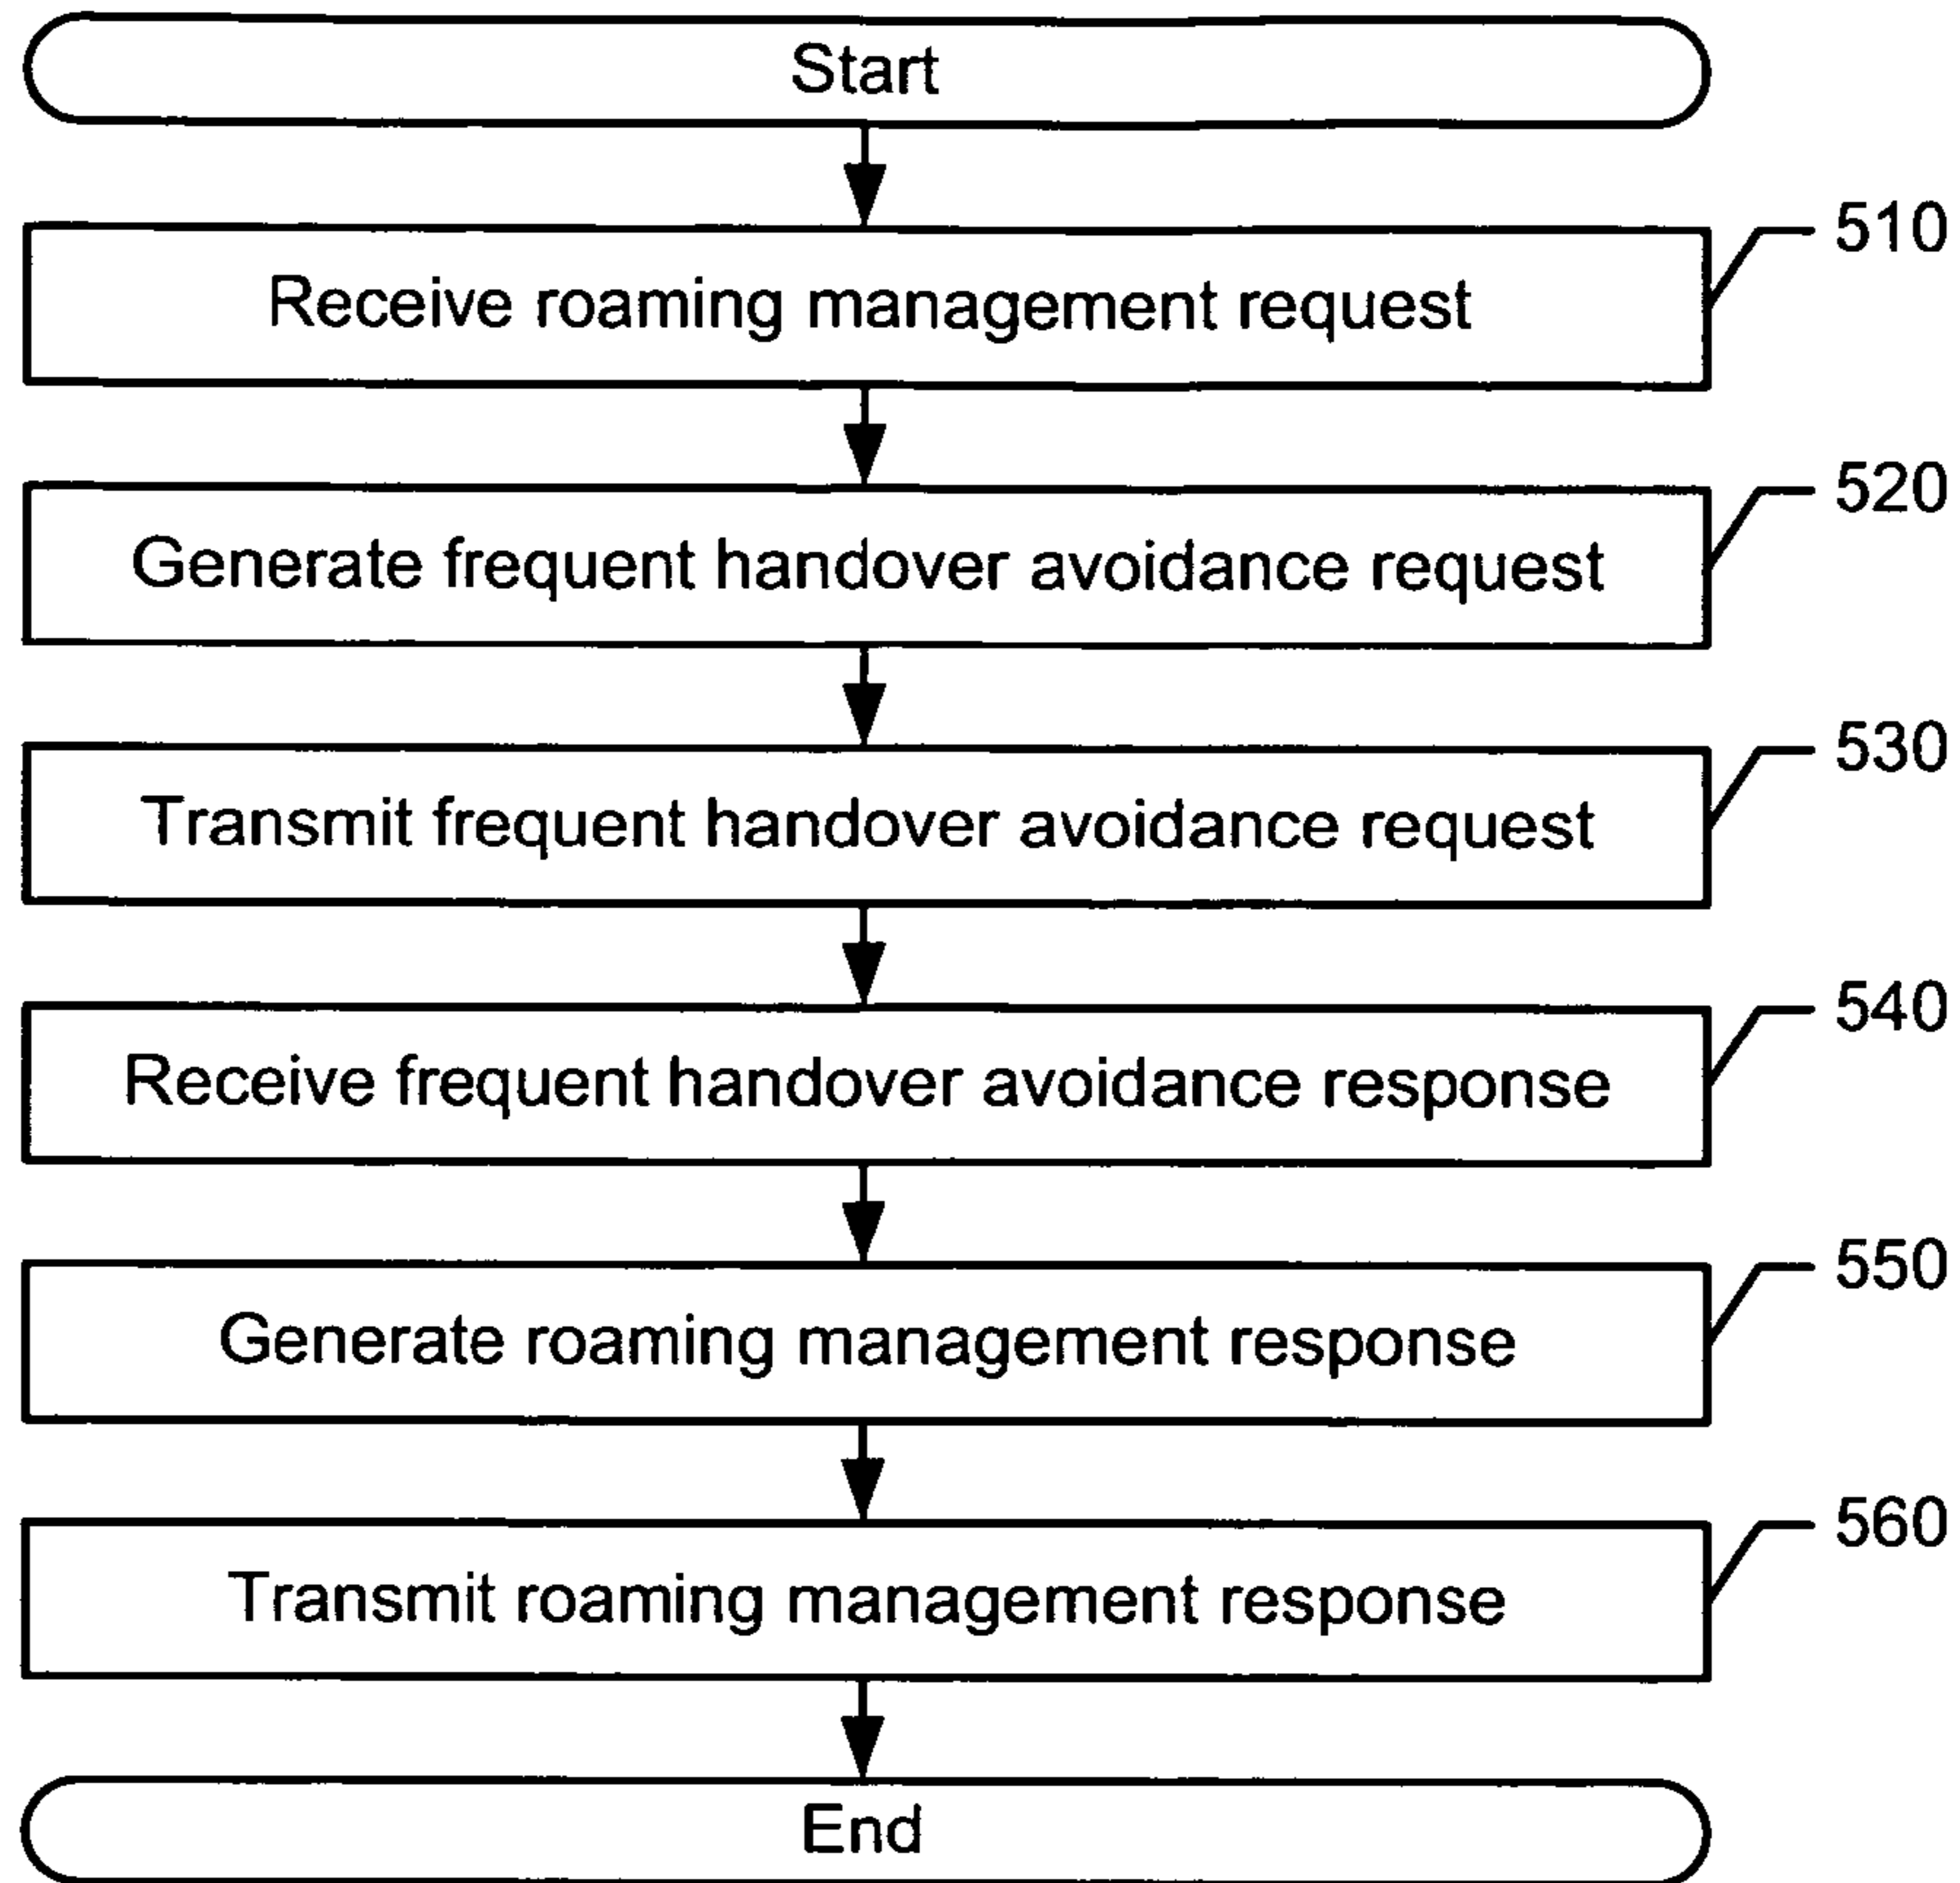 Start
510
Receive roaming management request
520
Generate frequent handover avoidance request
530
Transmit frequent handover avoidance request
540
Receive frequent handover avoidance response
550
Generate roaming management response
560
Transmit roaming management response
End